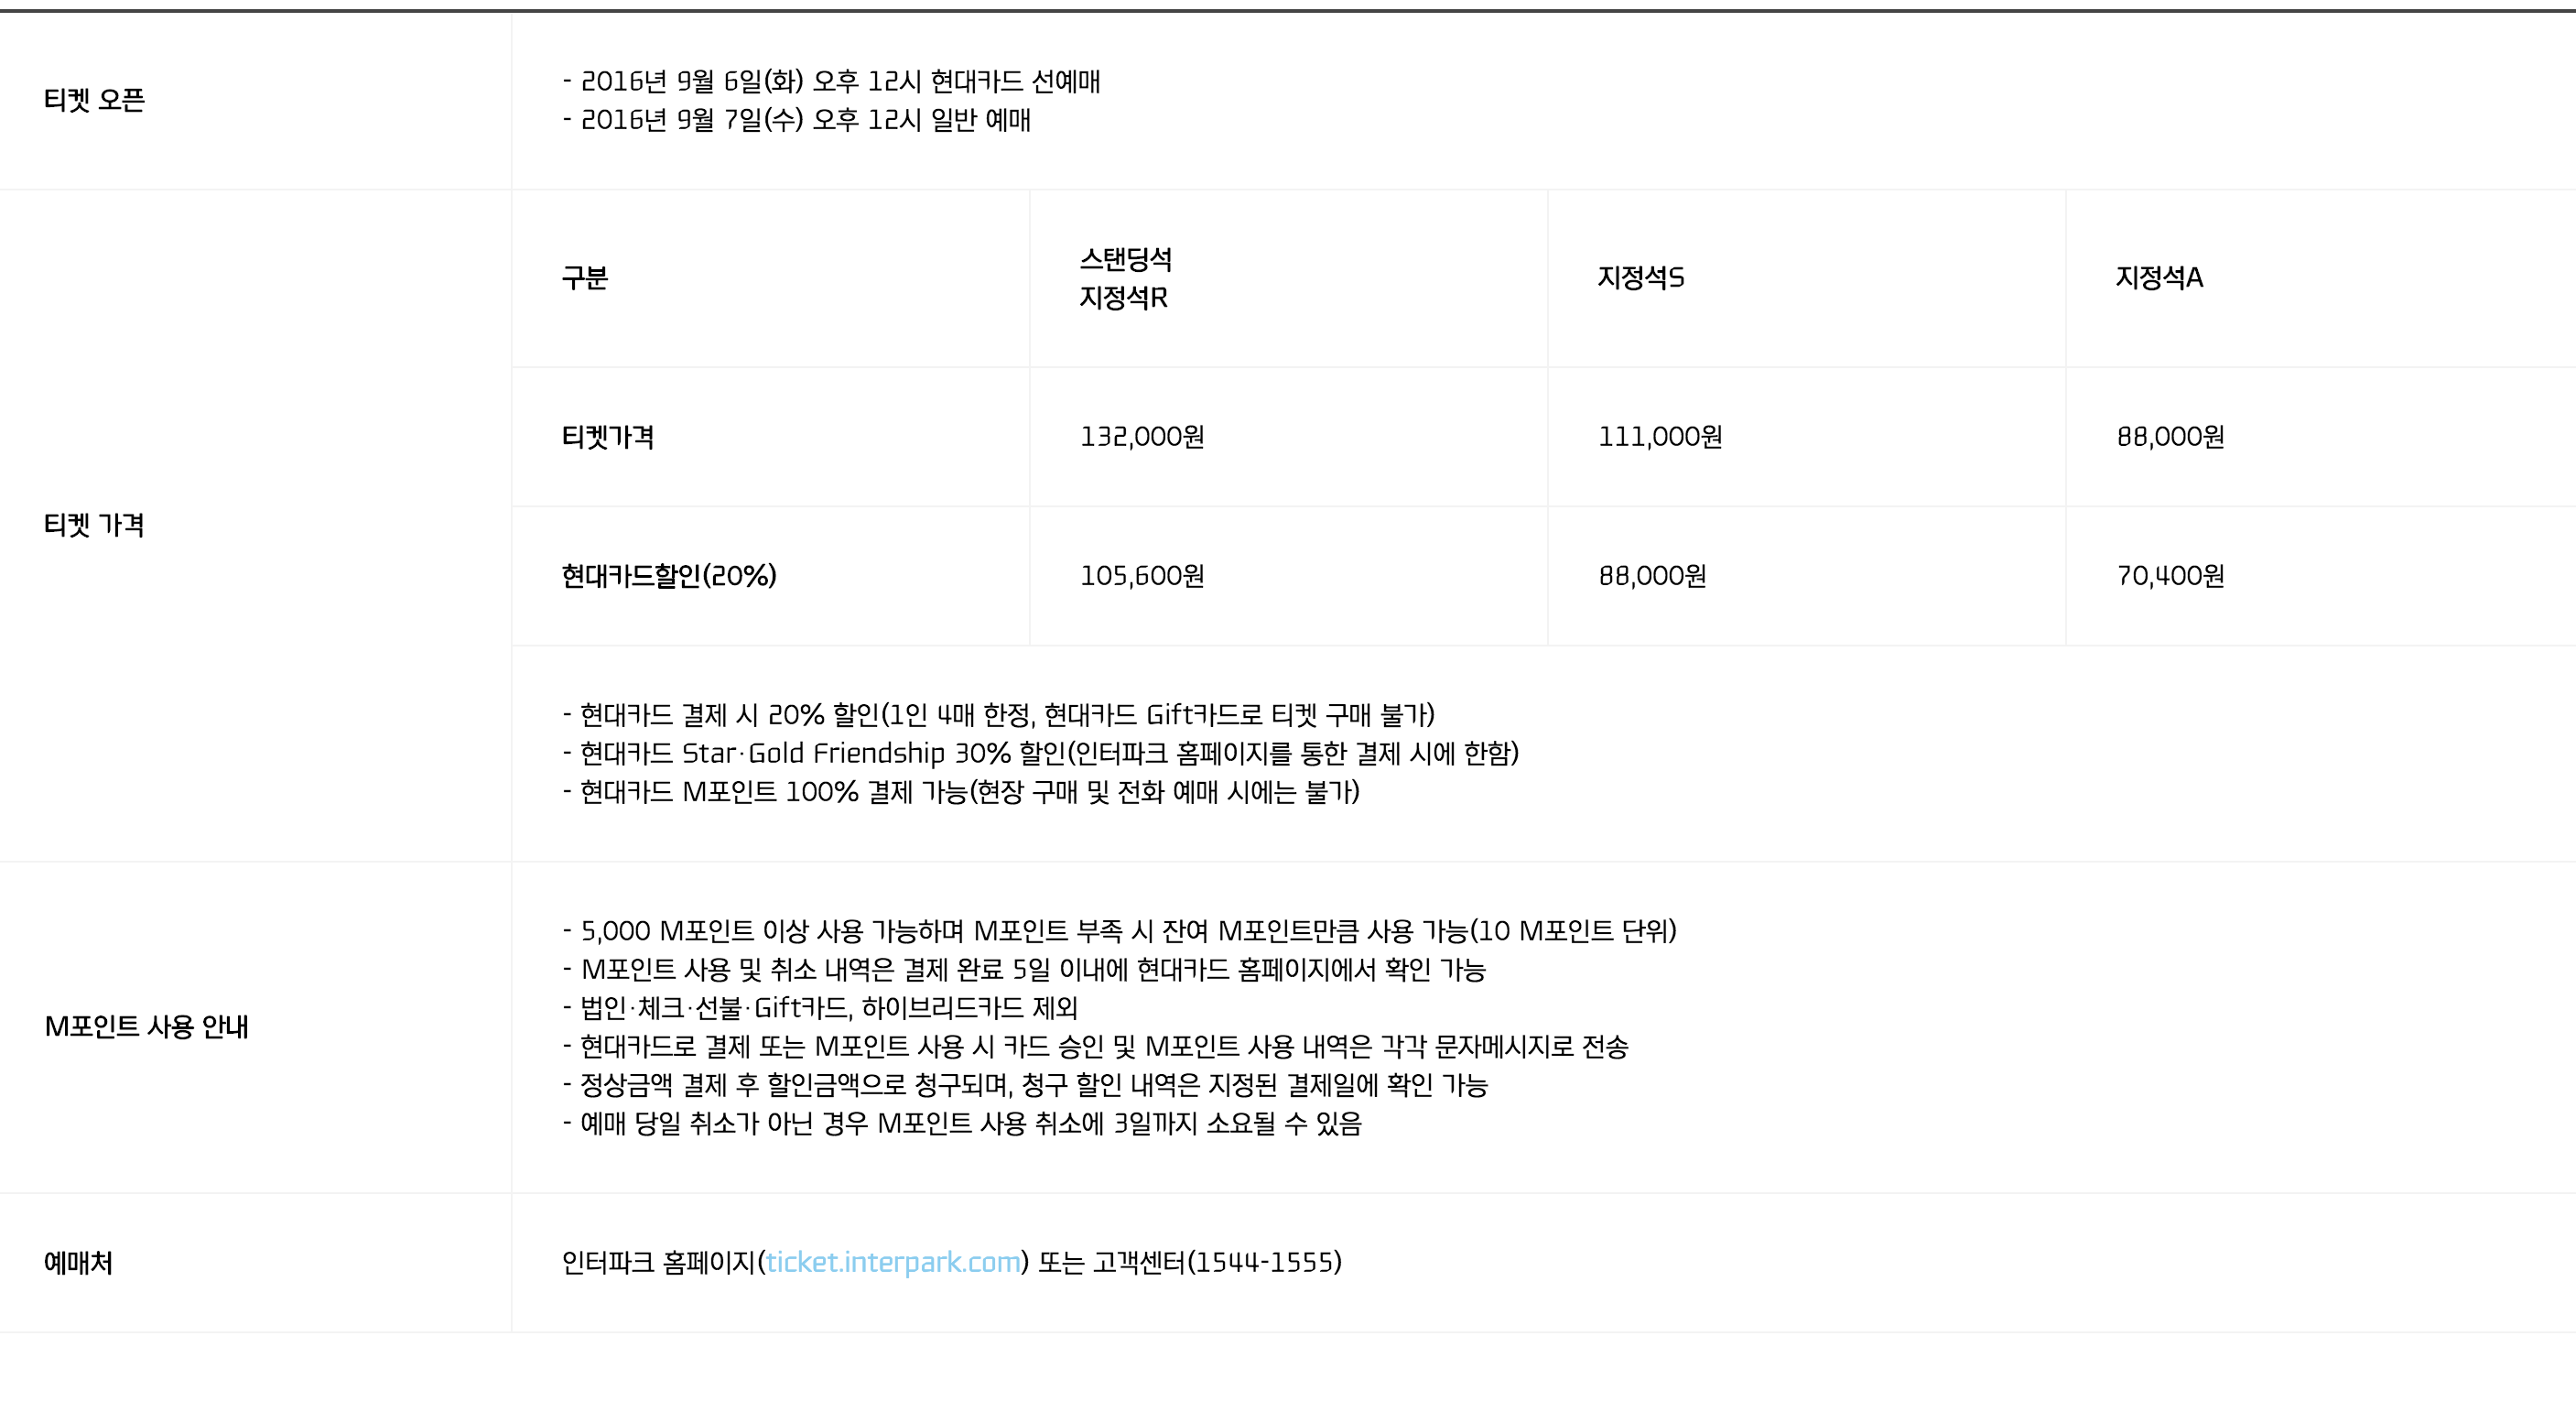 티켓 오픈
- 2016년 9월 6일(화) 오후 12시 현대카드 선예매
- 2016년 9월 7일(수) 오후 12시 일반 예매
티켓 가격
구분
스탠딩석
지정석R
지정석S
지정석A
티켓가격
132,000원
111,000원
88,000원
현대카드할인(20%)
105,600원
88,000원
70,400원
- 현대카드 결제 시 20% 할인(1인 4매 한정, 현대카드 Gift카드로 티켓 구매 불가)
- 현대카드 Star·Gold Friendship 30% 할인(인터파크 홈페이지를 통한 결제 시에 한함)
- 현대카드 M포인트 100% 결제 가능(현장 구매 및 전화 예매 시에는 불가)
M포인트 사용 안내
- 5,000 M포인트 이상 사용 가능하며 M포인트 부족 시 잔여 M포인트만큼 사용 가능(10 M포인트 단위)
- M포인트 사용 및 취소 내역은 결제 완료 5일 이내에 현대카드 홈페이지에서 확인 가능
- 법인·체크·선불·Gift카드, 하이브리드카드 제외
- 현대카드로 결제 또는 M포인트 사용 시 카드 승인 및 M포인트 사용 내역은 각각 문자메시지로 전송
- 정상금액 결제 후 할인금액으로 청구되며, 청구 할인 내역은 지정된 결제일에 확인 가능
- 예매 당일 취소가 아닌 경우 M포인트 사용 취소에 3일까지 소요될 수 있음
예매처
인터파크 홈페이지(ticket.interpark.com) 또는 고객센터(1544-1555)